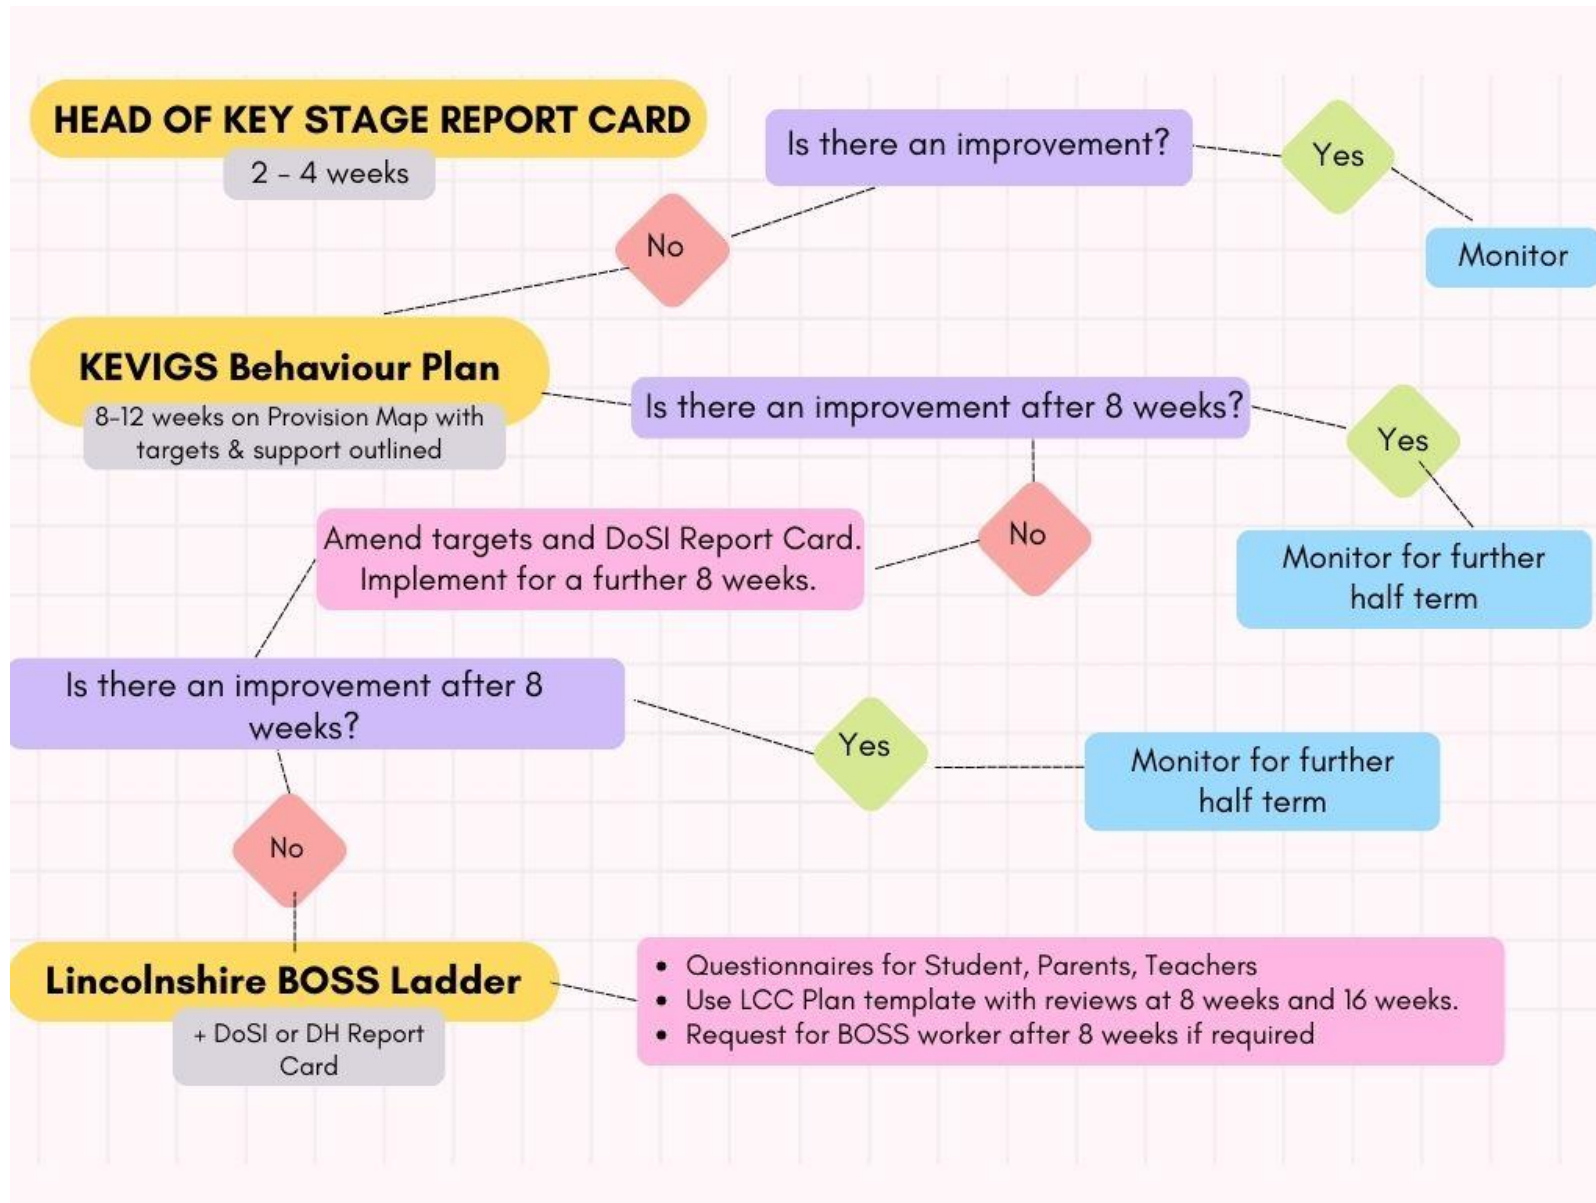 HEAD OF KEY STAGE REPORT CARD
2 – 4 weeks
Is there an improvement?
Yes
Monitor
No
KEVIGS Behaviour Plan
8-12 weeks on Provision Map with
targets & support outlined
Is there an improvement after 8 weeks?
Yes
Monitor for further
half term
No
Amend targets and DoSI Report Card.
Implement for a further 8 weeks.
Is there an improvement after 8
weeks?
Yes
Monitor for further
half term
No
Lincolnshire BOSS Ladder
+ DoSI or DH Report
Card
• Questionnaires for Student, Parents, Teachers
• Use LCC Plan template with reviews at 8 weeks and 16 weeks.
• Request for BOSS worker after 8 weeks if required